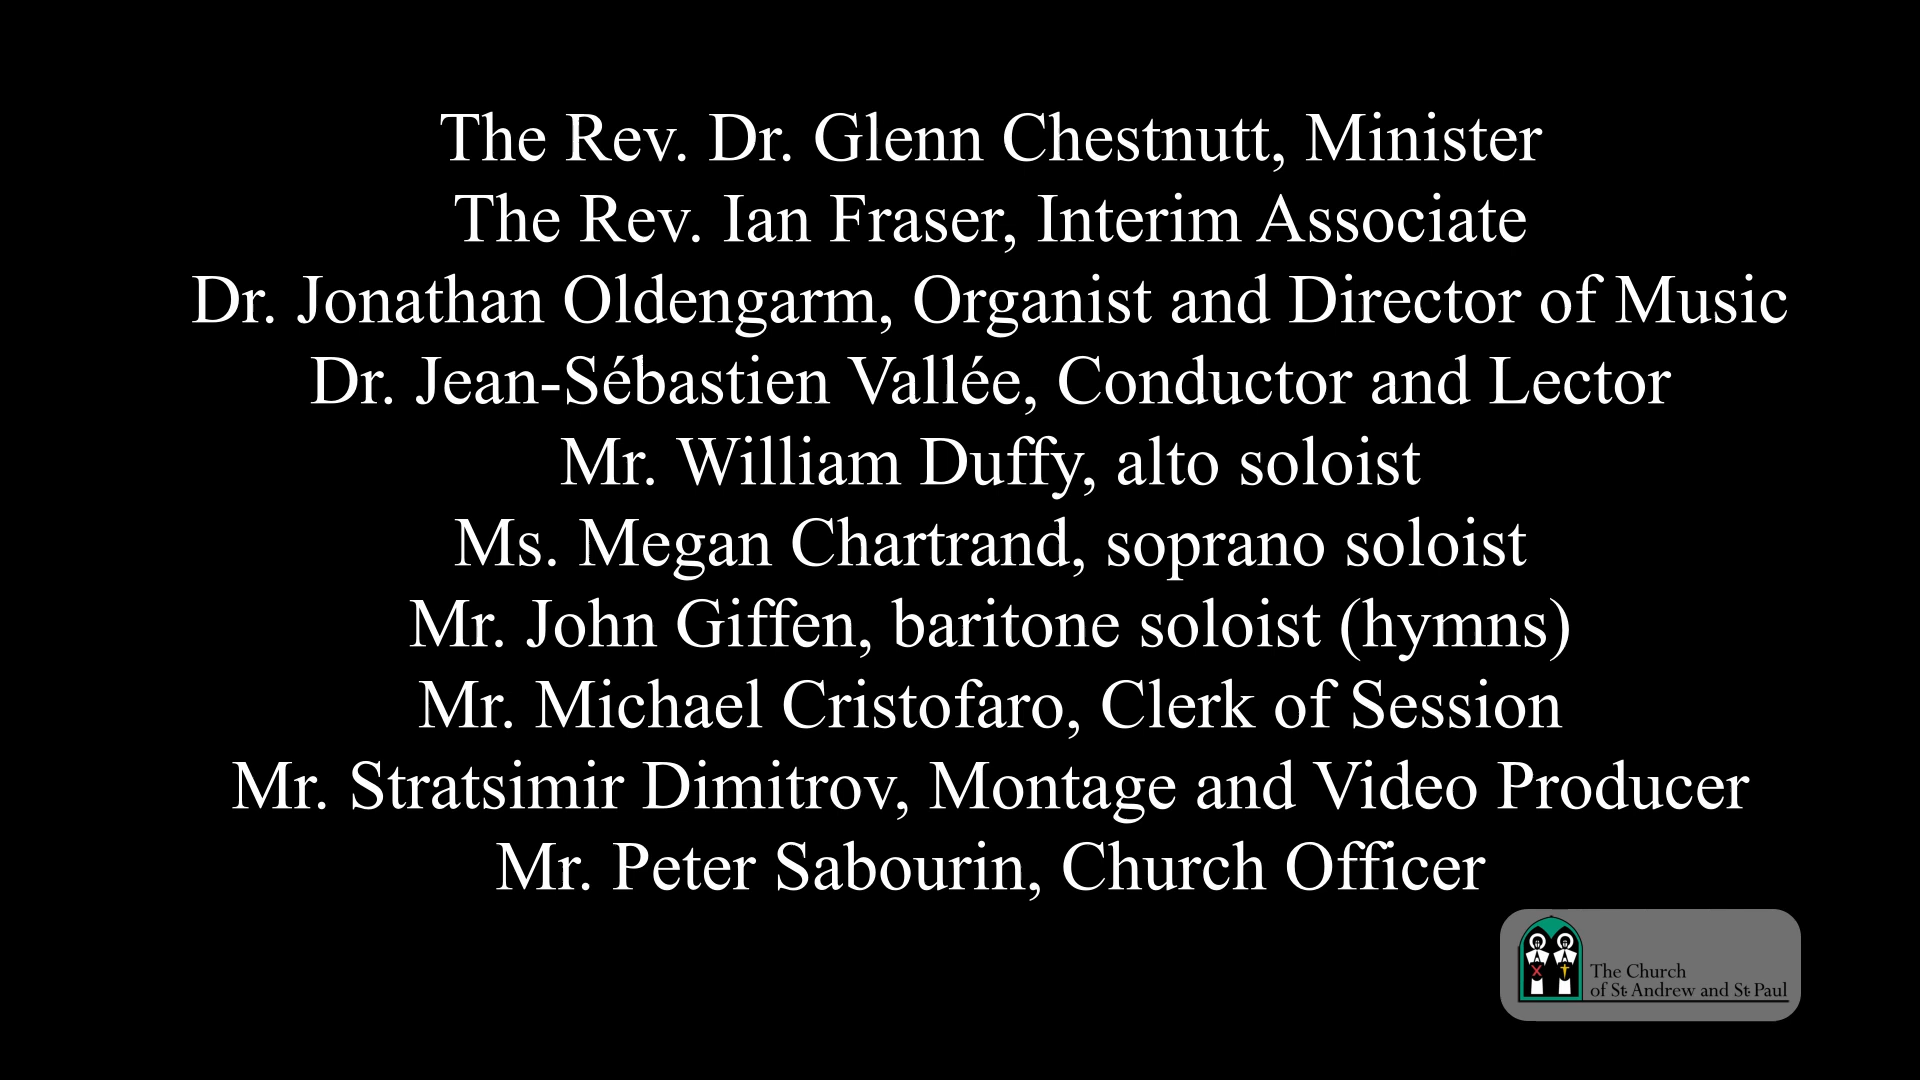 The Rev. Dr. Glenn Chestnutt, Minister
The Rev. Ian Fraser, Interim Associate
Dr. Jonathan Oldengarm, Organist and Director of Music
Dr. Jean-Sébastien Vallée, Conductor and Lector
Mr. William Duffy, alto soloist
Ms. Megan Chartrand, soprano soloist
Mr. John Giffen, baritone soloist (hymns)
Mr. Michael Cristofaro, Clerk of Session
Mr. Stratsimir Dimitrov, Montage and Video Producer
Mr. Peter Sabourin, Church Officer
The Church
of St Andrew and St Paul